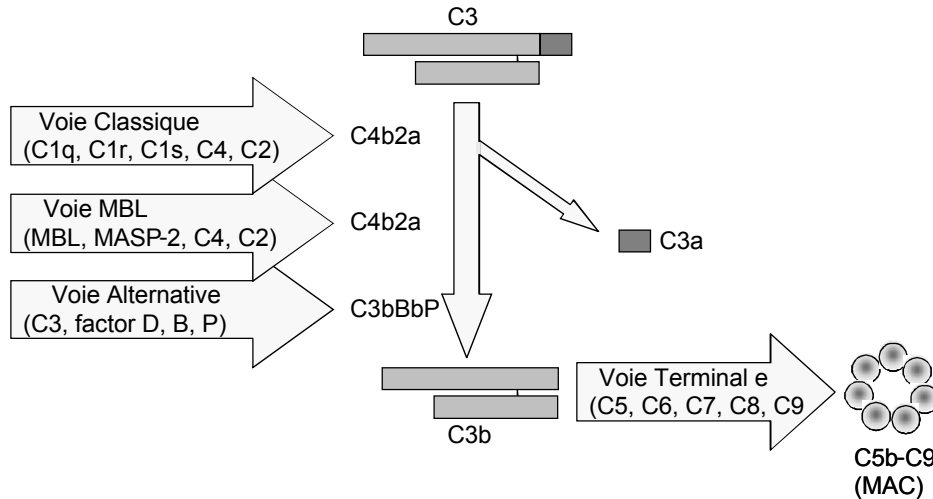 C3
Voie Classique
(C1q, C1r, C1s, C4, C2)
C4b2a
Voie MBL
(MBL, MASP-2, C4, C2)
C4b2a
C3a
Voie Alternative
(C3, factor D, B, P)
C3bBbP
Voie Terminal e
(C5, C6, C7, C8, C9
C3b
C5b-C9
(MAC)